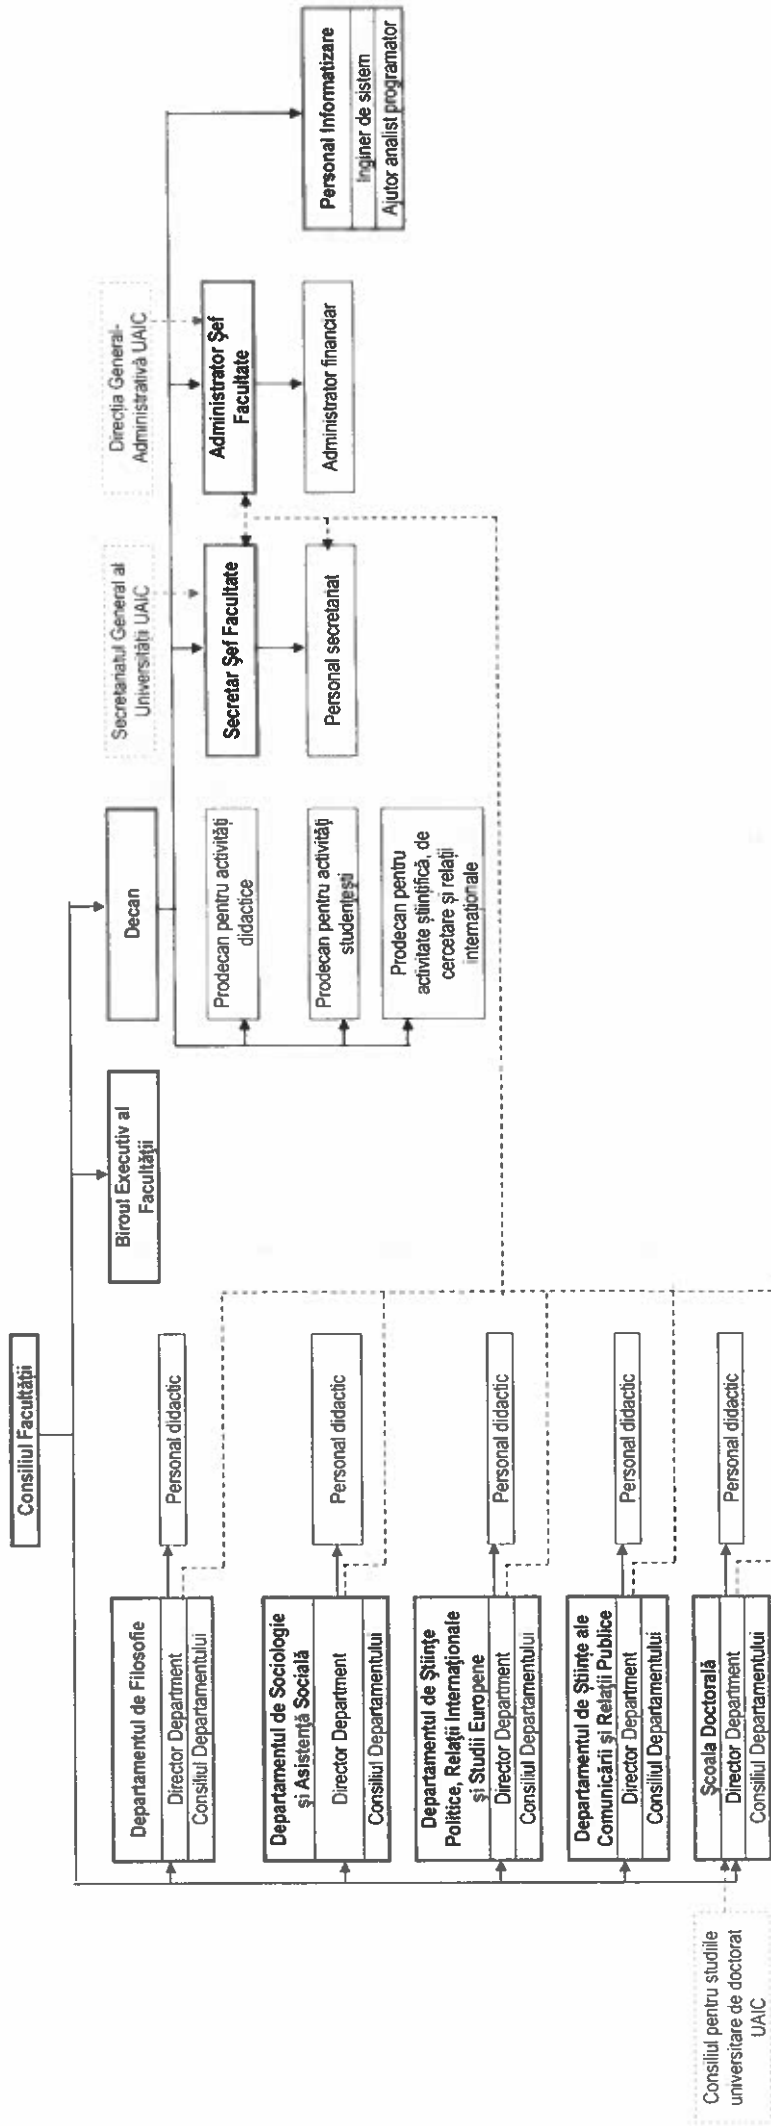 Consiliul Facultății
Departamentul de Filosofie
Director Department
Consiliul Departamentului
Personal didactic
Departamentul de Sociologie
și Asistență Socială
Director Department
Consiliul Departamentului
Personal didactic
Departamentul de Științe
Politice, Relații Internaționale
și Studii Europene
Director Department
Consiliul Departamentului
Personal didactic
Departamentul de Științe ale
Comunicării și Relații Publice
Director Department
Consiliul Departamentului
Personal didactic
Consiliul pentru studiile
universitare de doctorat
UAIC
Școala Doctorală
Director Department
Consiliul Departamentului
Personal didactic
Biroul Executiv al
Facultății
Decan
Prodecan pentru activități
didactice
Prodecan pentru activități
studențești
Prodecan pentru
activitate științifică, de
cercetare și relații
internaționale
Secretariatul General al
Universității UAIC
Secretar Șef Facultate
Personal secretariat
Direcția General-
Administrativă UAIC
Administrator Șef
Facultate
Administrator financiar
Personal Informatizare
Inginer de sistem
Ajutor analist programator